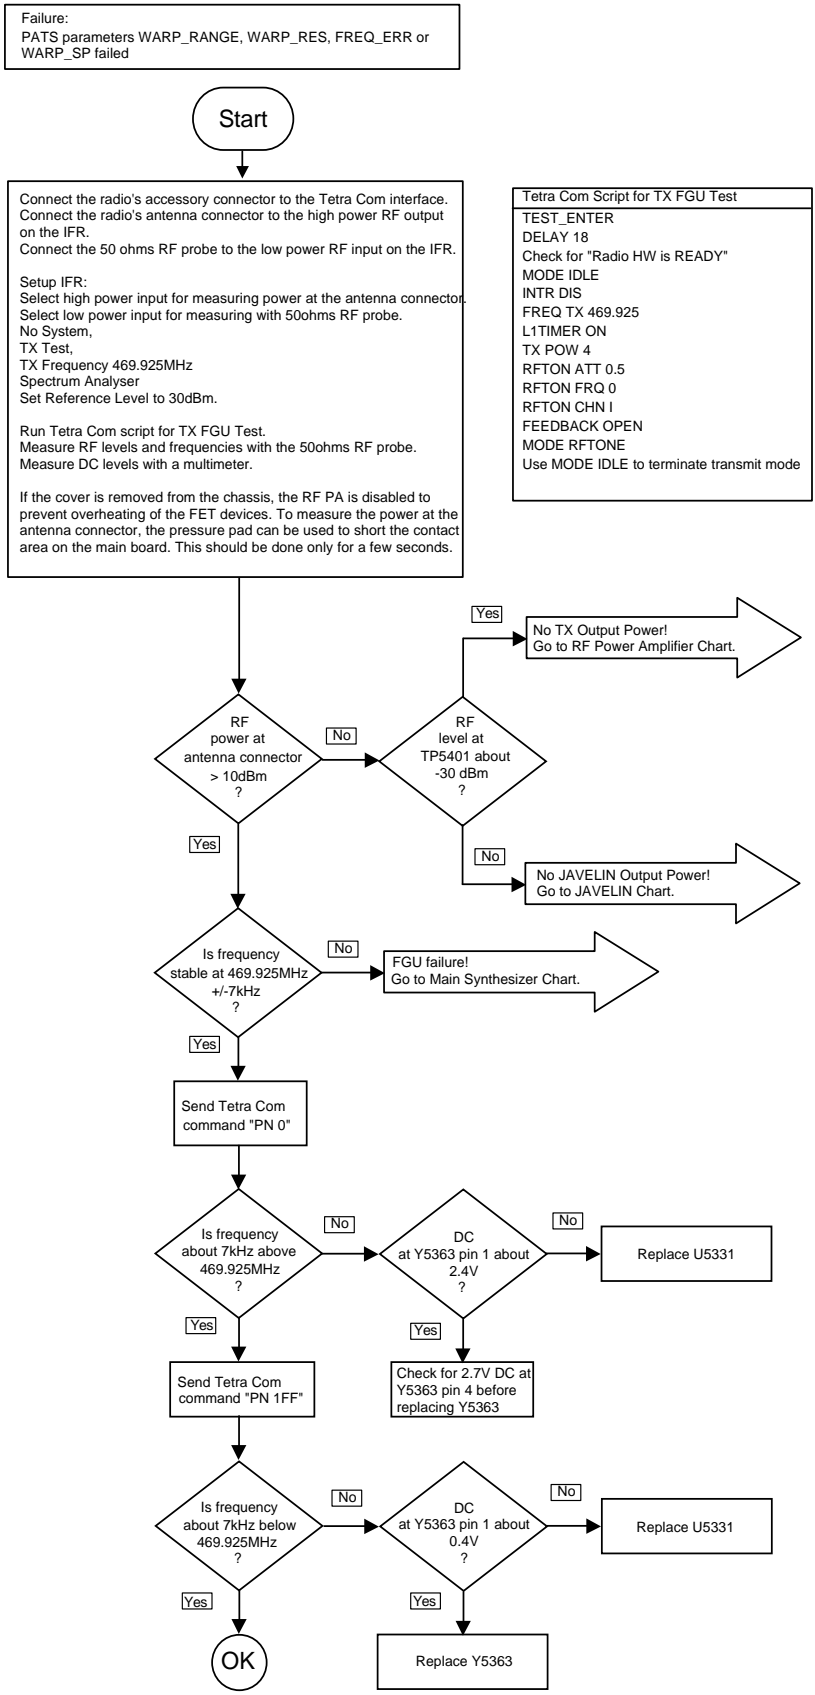 Failure:
PATS parameters WARP_RANGE, WARP_RES, FREQ_ERR or
WARP_SP failed
Start
Connect the radio's accessory connector to the Tetra Com interface.
Connect the radio's antenna connector to the high power RF output
on the IFR.
Connect the 50 ohms RF probe to the low power RF input on the IFR.
Setup IFR:
Select high power input for measuring power at the antenna connector.
Select low power input for measuring with 50ohms RF probe.
No System,
TX Test,
TX Frequency 469.925MHz
Spectrum Analyser
Set Reference Level to 30dBm.
Run Tetra Com script for TX FGU Test.
Measure RF levels and frequencies with the 50ohms RF probe.
Measure DC levels with a multimeter.
If the cover is removed from the chassis, the RF PA is disabled to
prevent overheating of the FET devices. To measure the power at the
antenna connector, the pressure pad can be used to short the contact
area on the main board. This should be done only for a few seconds.
Tetra Com Script for TX FGU Test
TEST_ENTER
DELAY 18
Check for "Radio HW is READY"
MODE IDLE
INTR DIS
FREQ TX 469.925
L1TIMER ON
TX POW 4
RFTON ATT 0.5
RFTON FRQ 0
RFTON CHN I
FEEDBACK OPEN
MODE RFTONE
Use MODE IDLE to terminate transmit mode
Yes
No TX Output Power!
Go to RF Power Amplifier Chart.
RF
power at
antenna connector
> 10dBm
?
No
RF
level at
TP5401 about
-30 dBm
?
Yes
No
No JAVELIN Output Power!
Go to JAVELIN Chart.
Is frequency
stable at 469.925MHz
+/-7kHz
?
No
FGU failure!
Go to Main Synthesizer Chart.
Yes
Send Tetra Com
command "PN 0"
Is frequency
about 7kHz above
469.925MHz
?
No
DC
at Y5363 pin 1 about
2.4V
?
No
Replace U5331
Yes
Yes
Send Tetra Com
command "PN 1FF"
Check for 2.7V DC at
Y5363 pin 4 before
replacing Y5363
Is frequency
about 7kHz below
469.925MHz
?
No
DC
at Y5363 pin 1 about
0.4V
?
No
Replace U5331
Yes
Yes
OK
Replace Y5363